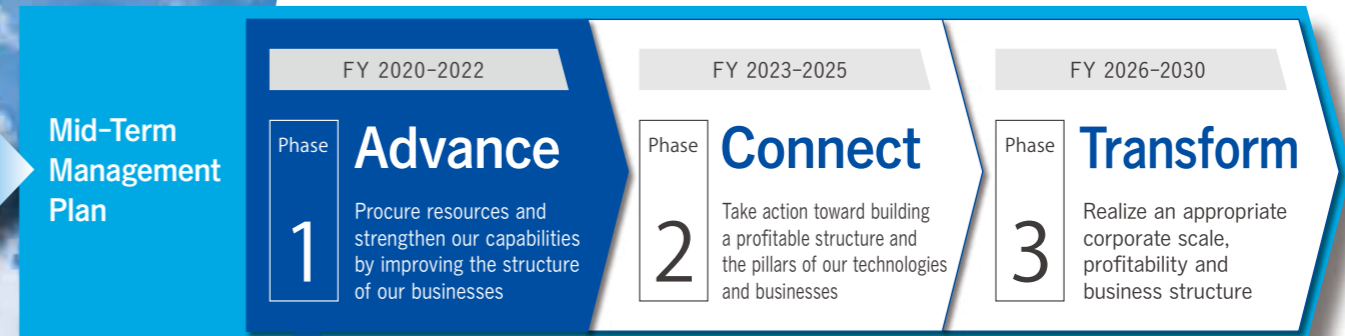 Mid-Term
Management
Plan
FY 2020-2022
Phase
1
Advance
Procure resources and
strengthen our capabilities
by improving the structure
of our businesses
FY 2023-2025
Phase
2
Connect
Take action toward building
a profitable structure and
the pillars of our technologies
and businesses
FY 2026-2030
Phase
3
Transform
Realize an appropriate
corporate scale,
profitability and
business structure